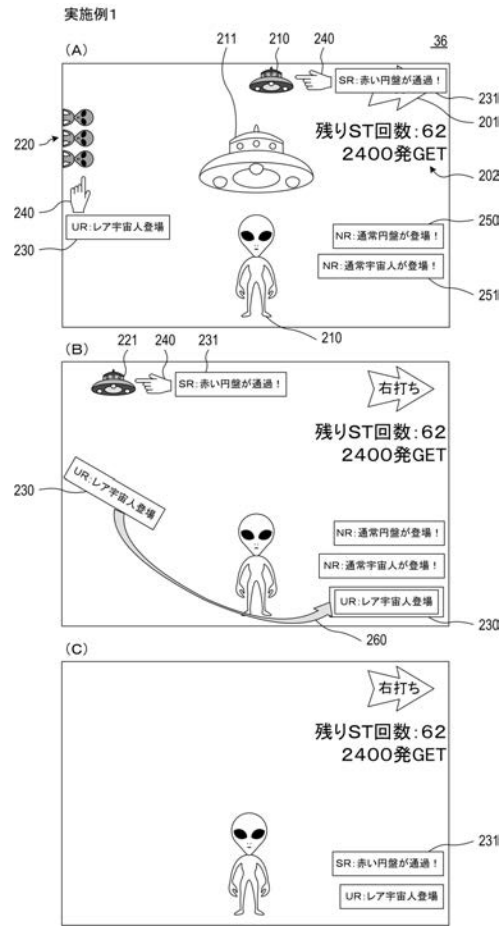 実施例1
(A)
36
211
210
240
SR:赤い円盤が通過!
231
201
残りST回数:62
2400発GET
202
220
240
UR:レア宇宙人登場
230
NR:通常円盤が登場!
250
NR:通常宇宙人が登場!
251
210
(B)
221
240
231
SR:赤い円盤が通過!
右打ち
残りST回数:62
2400発GET
230
UR:レア宇宙人登場
NR:通常円盤が登場!
NR:通常宇宙人が登場!
UR:レア宇宙人登場
230
260
(C)
右打ち
残りST回数:62
2400発GET
231
SR:赤い円盤が通過!
UR:レア宇宙人登場